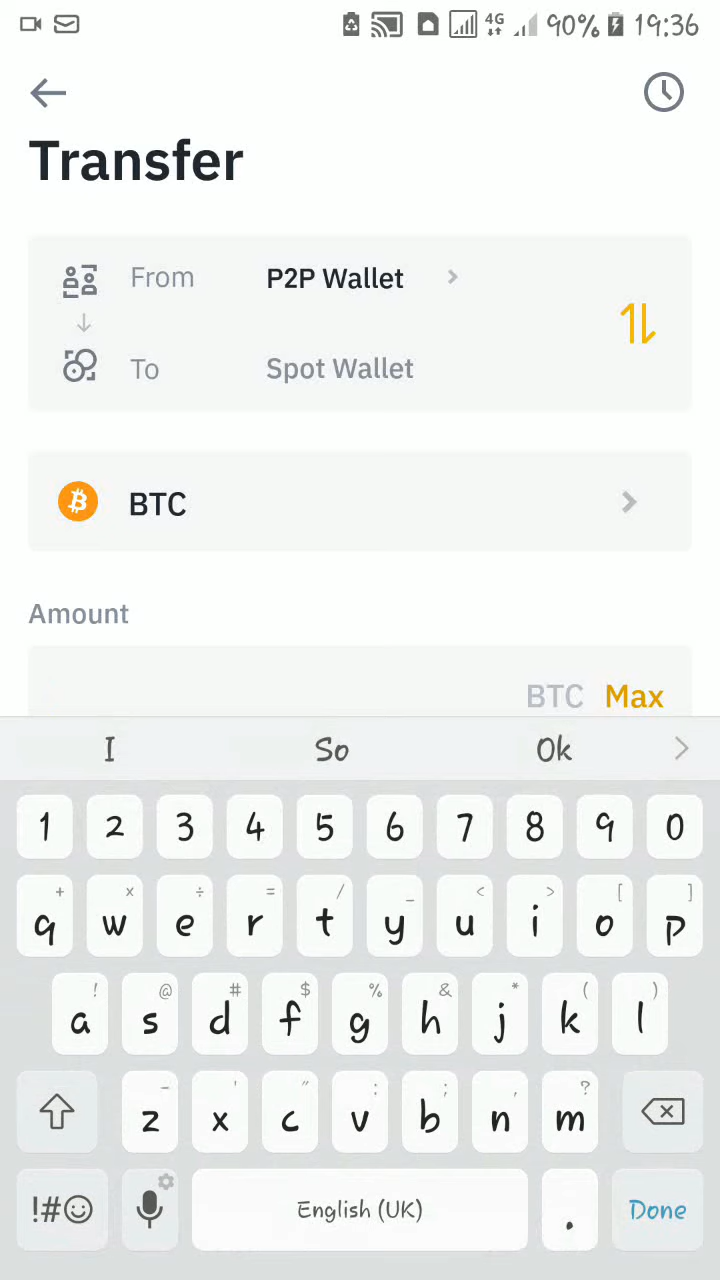 4G 90% 19:36
Transfer
From P2P Wallet
To Spot Wallet
BTC
Amount
BTC Max
I So Ok
1 2 3 4 5 6 7 8 9 0
+ × ÷ = / _ < > [ ]
q w e r t y u i o p
! @ # $ % & * ( )
a s d f g h j k l
- ' " : ; , ?
z x c v b n m
!#☺ English (UK) . Done